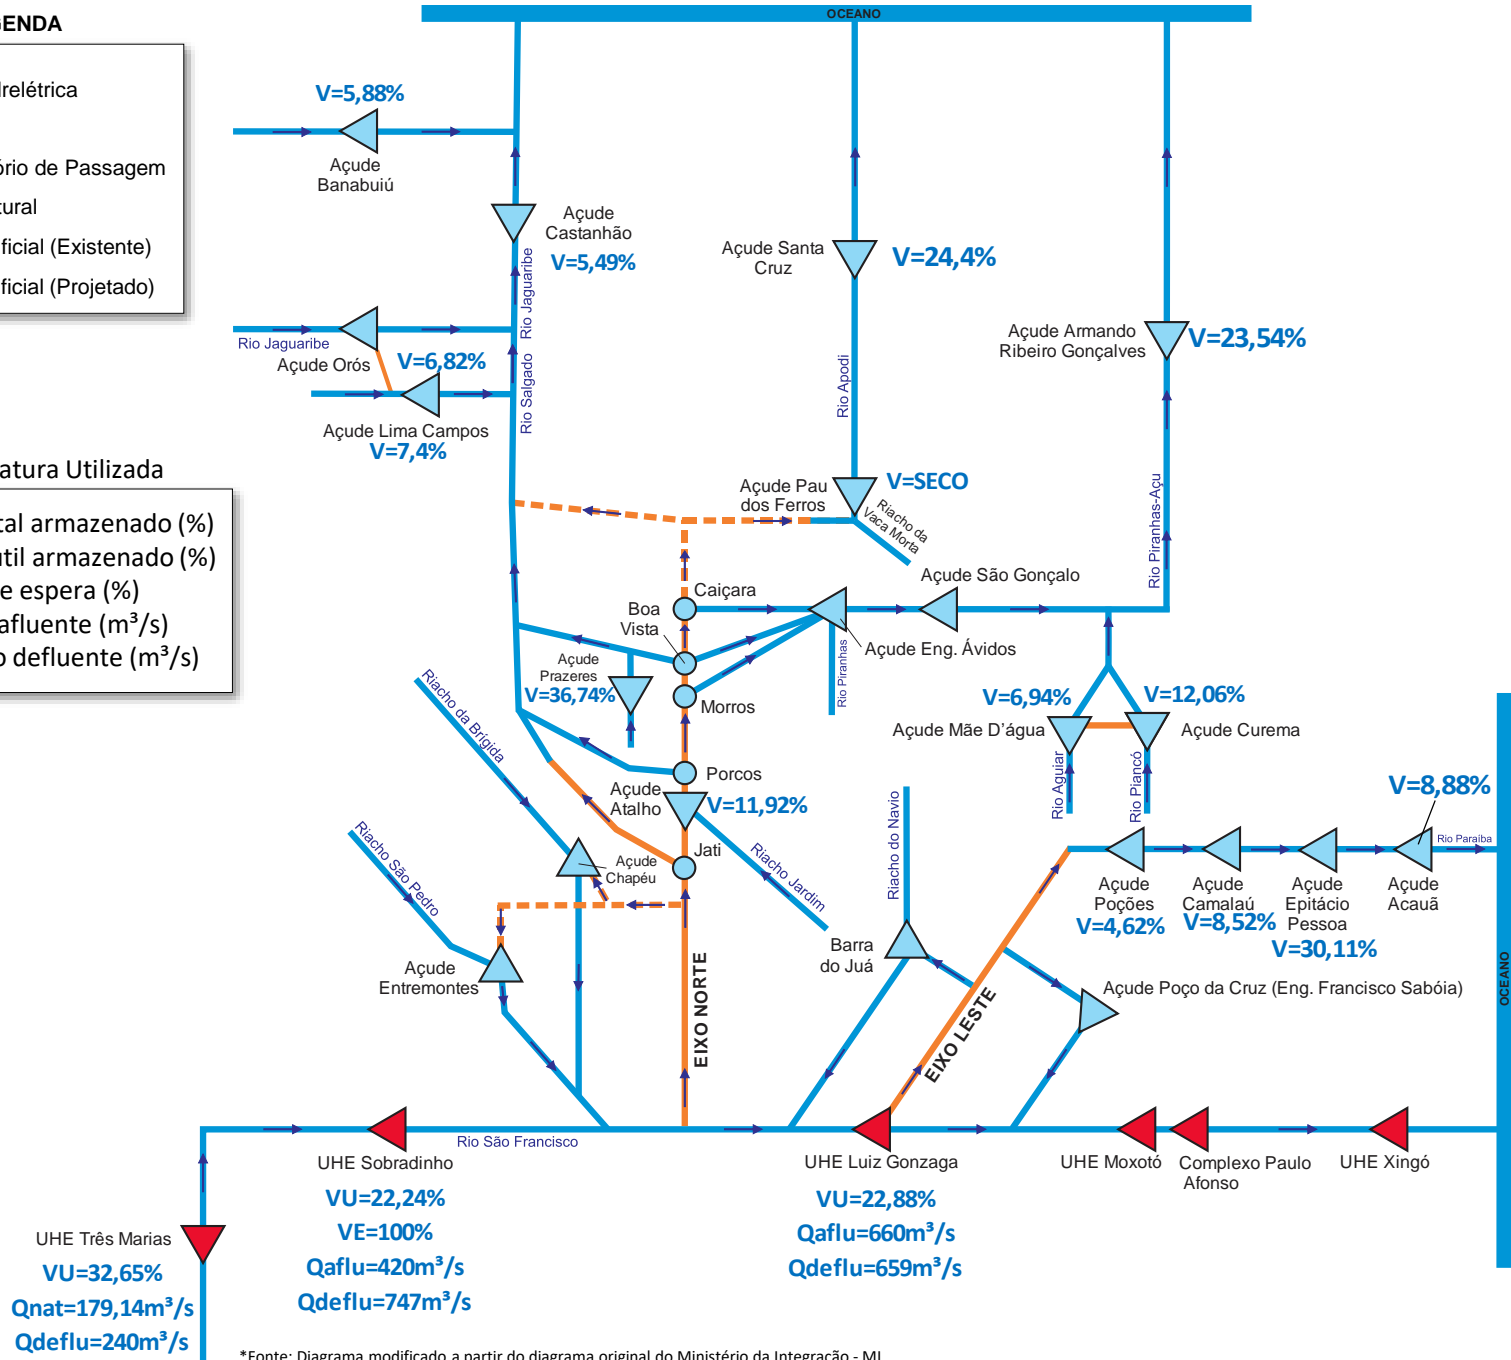 OCEANO
GENDA
drelétrica
ório de Passagem
tural
ificial (Existente)
ificial (Projetado)
V=5,88%
Açude
Banabuiú
Açude
Castanhão
V=5,49%
Rio Jaguaribe
Açude Santa
Cruz
V=24,4%
Açude Armando
Ribeiro Gonçalves
V=23,54%
Rio Jaguaribe
Açude Orós
V=6,82%
Rio Salgado
Rio Apodi
Açude Lima Campos
V=7,4%
atura Utilizada
tal armazenado (%)
útil armazenado (%)
e espera (%)
afluente (m³/s)
o defluente (m³/s)
Açude Pau
dos Ferros
V=SECO
Riacho da
Vaca Morta
Rio Piranhas-Açu
Açude São Gonçalo
Caiçara
Boa
Vista
Açude Eng. Ávidos
Rio Piranhas
Açude
Prazeres
V=36,74%
Morros
Riacho da Brigida
V=6,94%
Açude Mãe D'água
V=12,06%
Açude Curema
Rio Aguiar
Rio Piancó
Porcos
Açude
Atalho
V=11,92%
V=8,88%
Riacho São Pedro
Açude
Chapéu
Jati
Riacho Jardim
Riacho do Navio
Rio Paraiba
Açude
Poções
V=4,62%
Açude
Camalaú
V=8,52%
Açude
Epitácio
Pessoa
V=30,11%
Açude
Acauã
Barra
do Juá
Açude
Entremontes
Açude Poço da Cruz (Eng. Francisco Sabóia)
EIXO NORTE
EIXO LESTE
OCEANO
Rio São Francisco
UHE Sobradinho
VU=22,24%
VE=100%
Qaflu=420m³/s
Qdeflu=747m³/s
UHE Luiz Gonzaga
VU=22,88%
Qaflu=660m³/s
Qdeflu=659m³/s
UHE Moxotó
Complexo Paulo
Afonso
UHE Xingó
UHE Três Marias
VU=32,65%
Qnat=179,14m³/s
Qdeflu=240m³/s
*Fonte: Diagrama modificado a partir do diagrama original do Ministério da Integração - MI